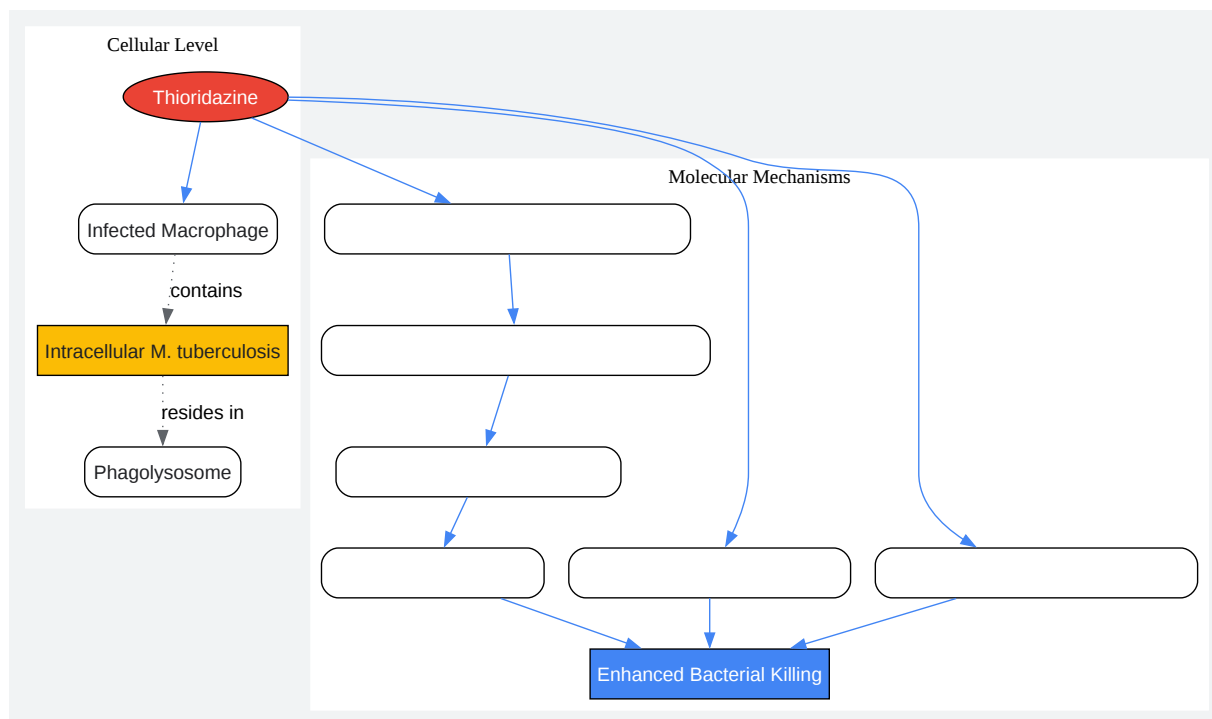 Cellular Level
Thioridazine
Molecular Mechanisms
Infected Macrophage
contains
Intracellular M. tuberculosis
resides in
Phagolysosome
Enhanced Bacterial Killing